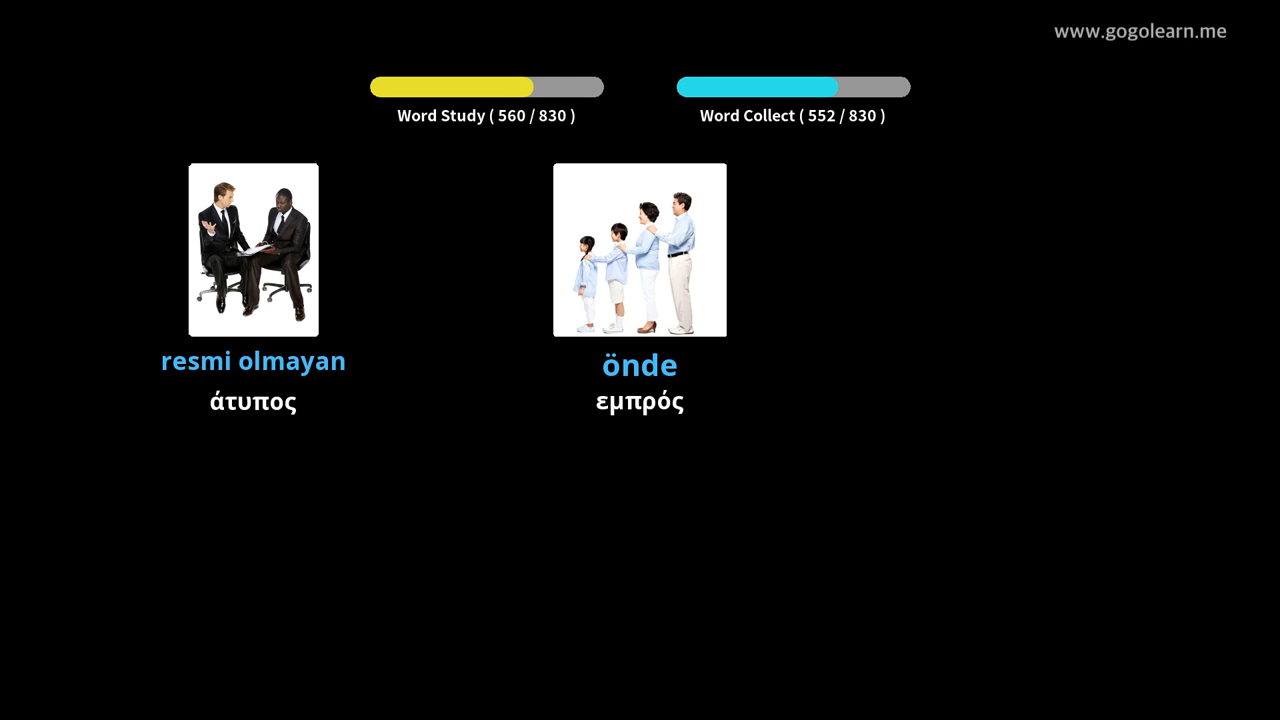 www.gogolearn.me
Word Study ( 560 / 830 )
Word Collect ( 552 / 830 )
resmi olmayan
άτυπος
önde
εμπρός